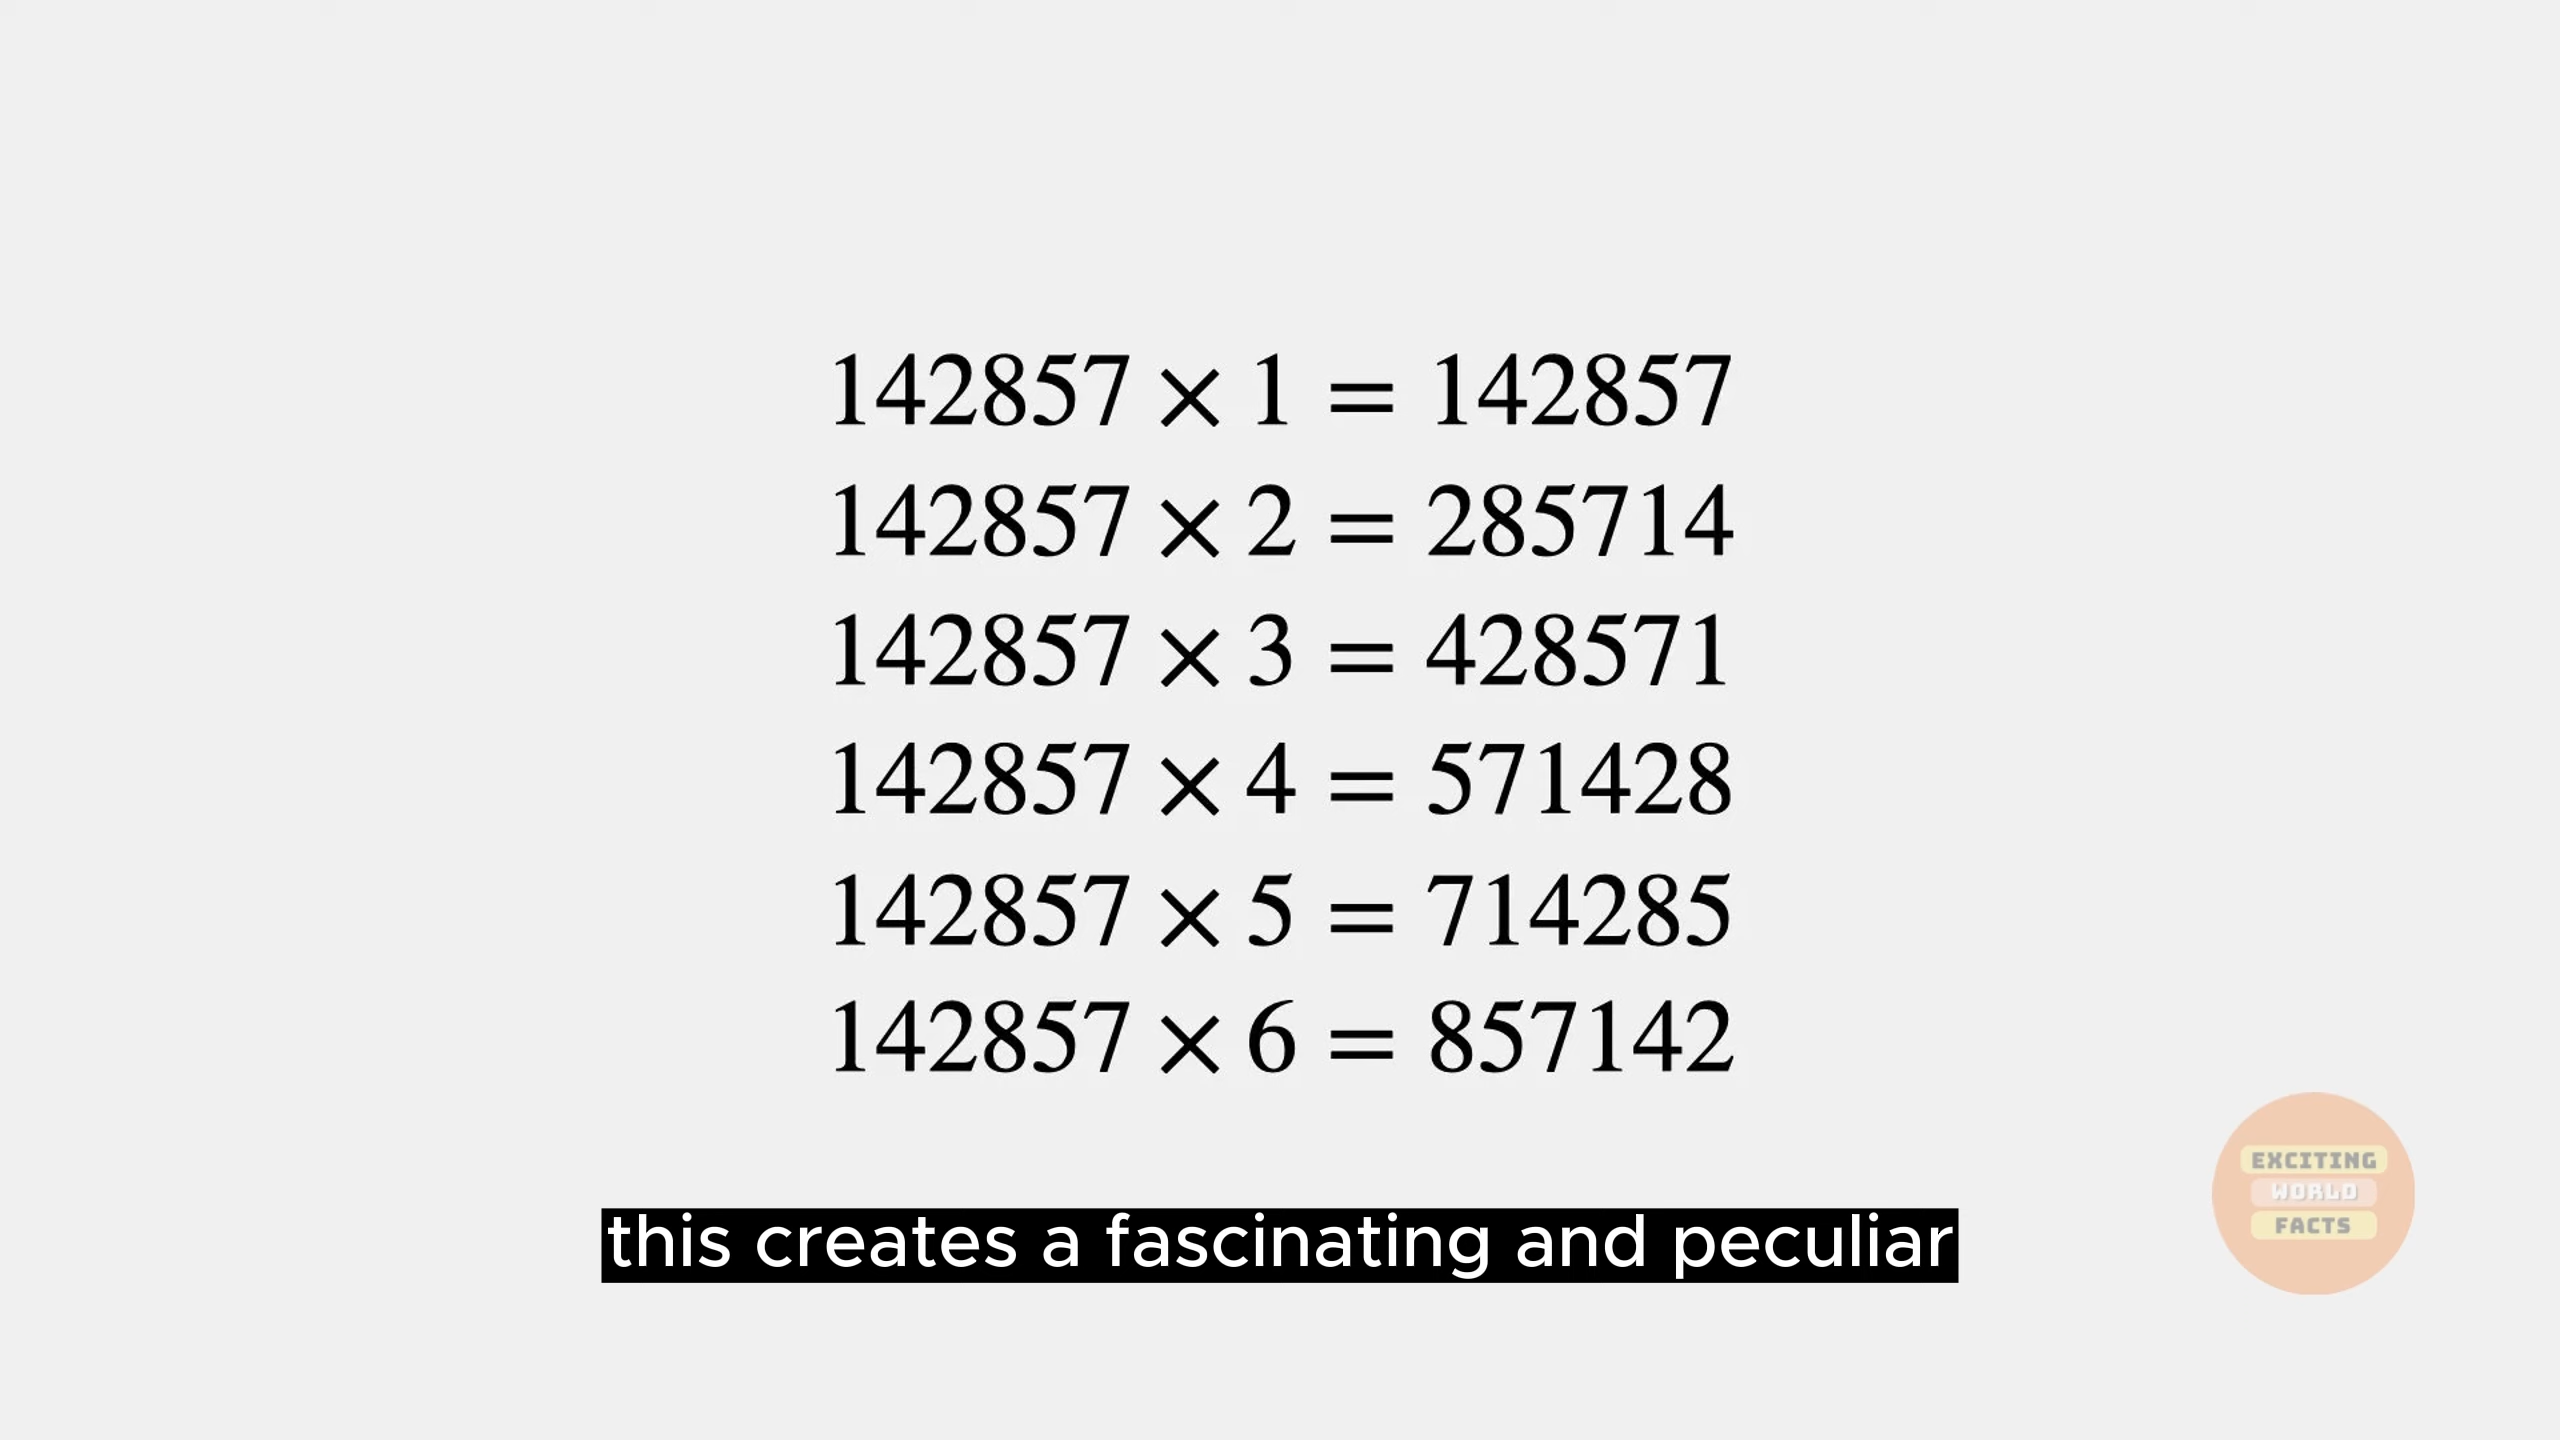 142857 × 1 = 142857
142857 × 2 = 285714
142857 × 3 = 428571
142857 × 4 = 571428
142857 × 5 = 714285
142857 × 6 = 857142
EXCITING
WORLD
FACTS
this creates a fascinating and peculiar